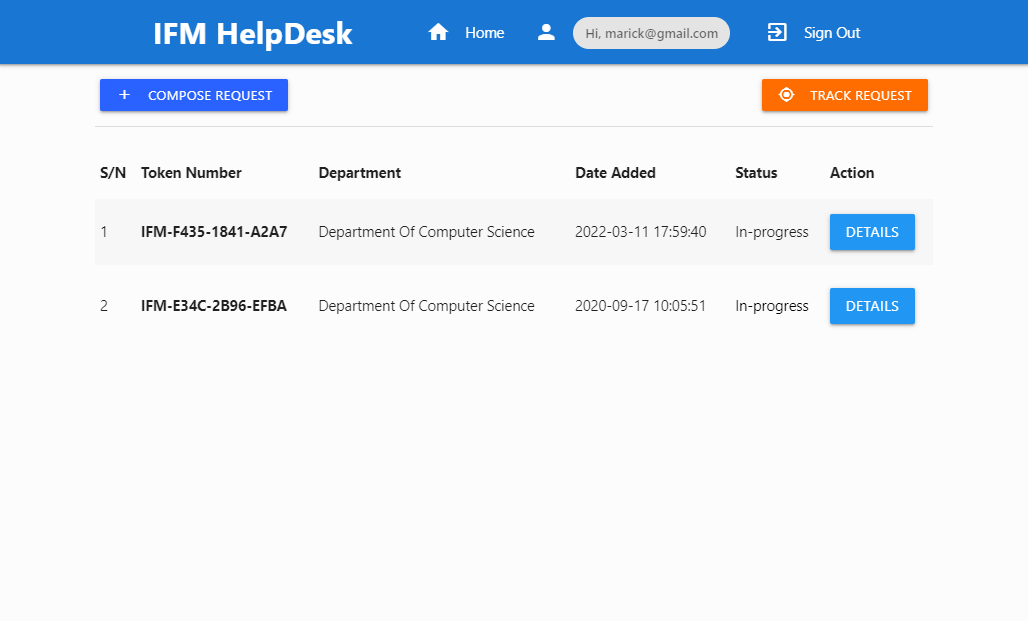 IFM HelpDesk Home Hi, marick@gmail.com Sign Out
COMPOSE REQUEST TRACK REQUEST
S/N Token Number Department Date Added Status Action
1 IFM-F435-1841-A2A7 Department Of Computer Science 2022-03-11 17:59:40 In-progress DETAILS
2 IFM-E34C-2B96-EFBA Department Of Computer Science 2020-09-17 10:05:51 In-progress DETAILS